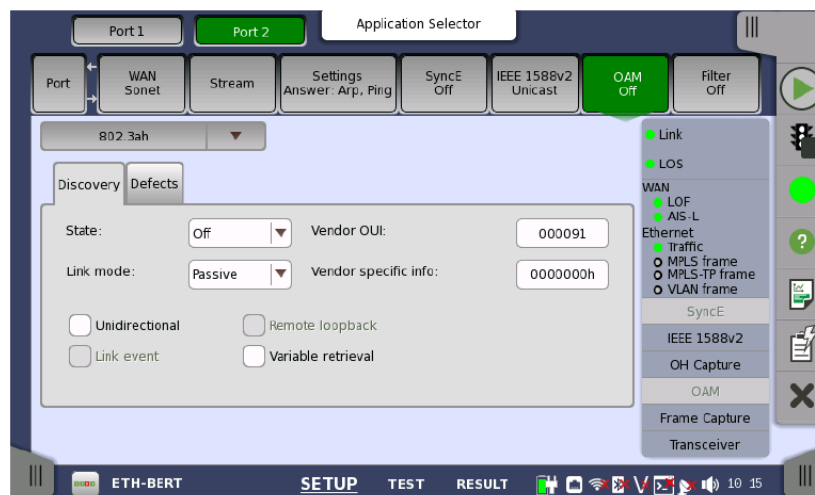 Port 1
Port 2
Application Selector
Port
WAN
Sonet
Stream
Settings
Answer: Arp, Ping
SyncE
Off
IEEE 1588v2
Unicast
OAM
Off
Filter
Off
802.3ah
Discovery
Defects
State:
Off
Vendor OUI:
000091
Link mode:
Passive
Vendor specific info:
0000000h
Unidirectional
Remote loopback
Link event
Variable retrieval
Link
LOS
WAN
LOF
AIS-L
Ethernet
Traffic
MPLS frame
MPLS-TP frame
VLAN frame
SyncE
IEEE 1588v2
OH Capture
OAM
Frame Capture
Transceiver
ETH-BERT
SETUP
TEST
RESULT
10 15